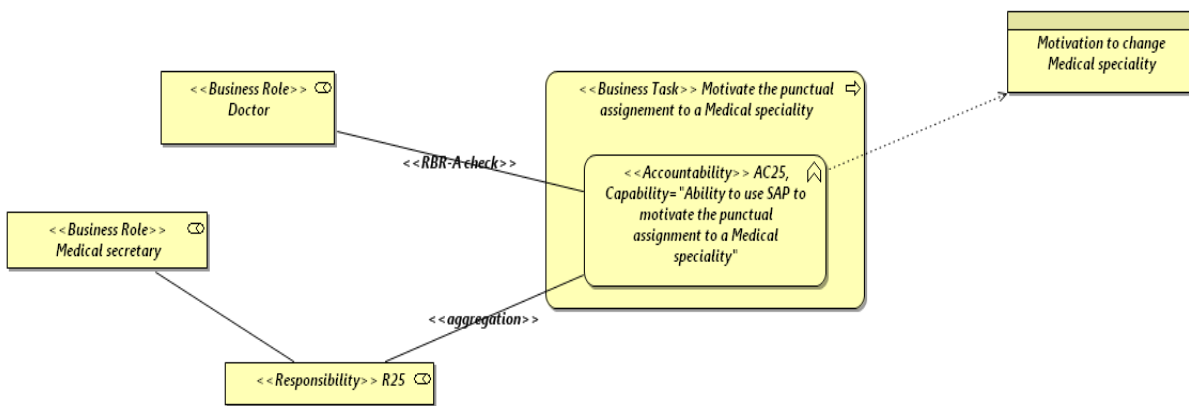 Motivation to change
Medical speciality
<<Business Role>>
Doctor
<<Business Task>> Motivate the punctual
assignement to a Medical speciality
<<RBR-A check>>
<<Accountability>> AC25,
Capability="Ability to use SAP to
motivate the punctual
assignment to a Medical
speciality"
<<Business Role>>
Medical secretary
<<aggregation>>
<<Responsibility>> R25